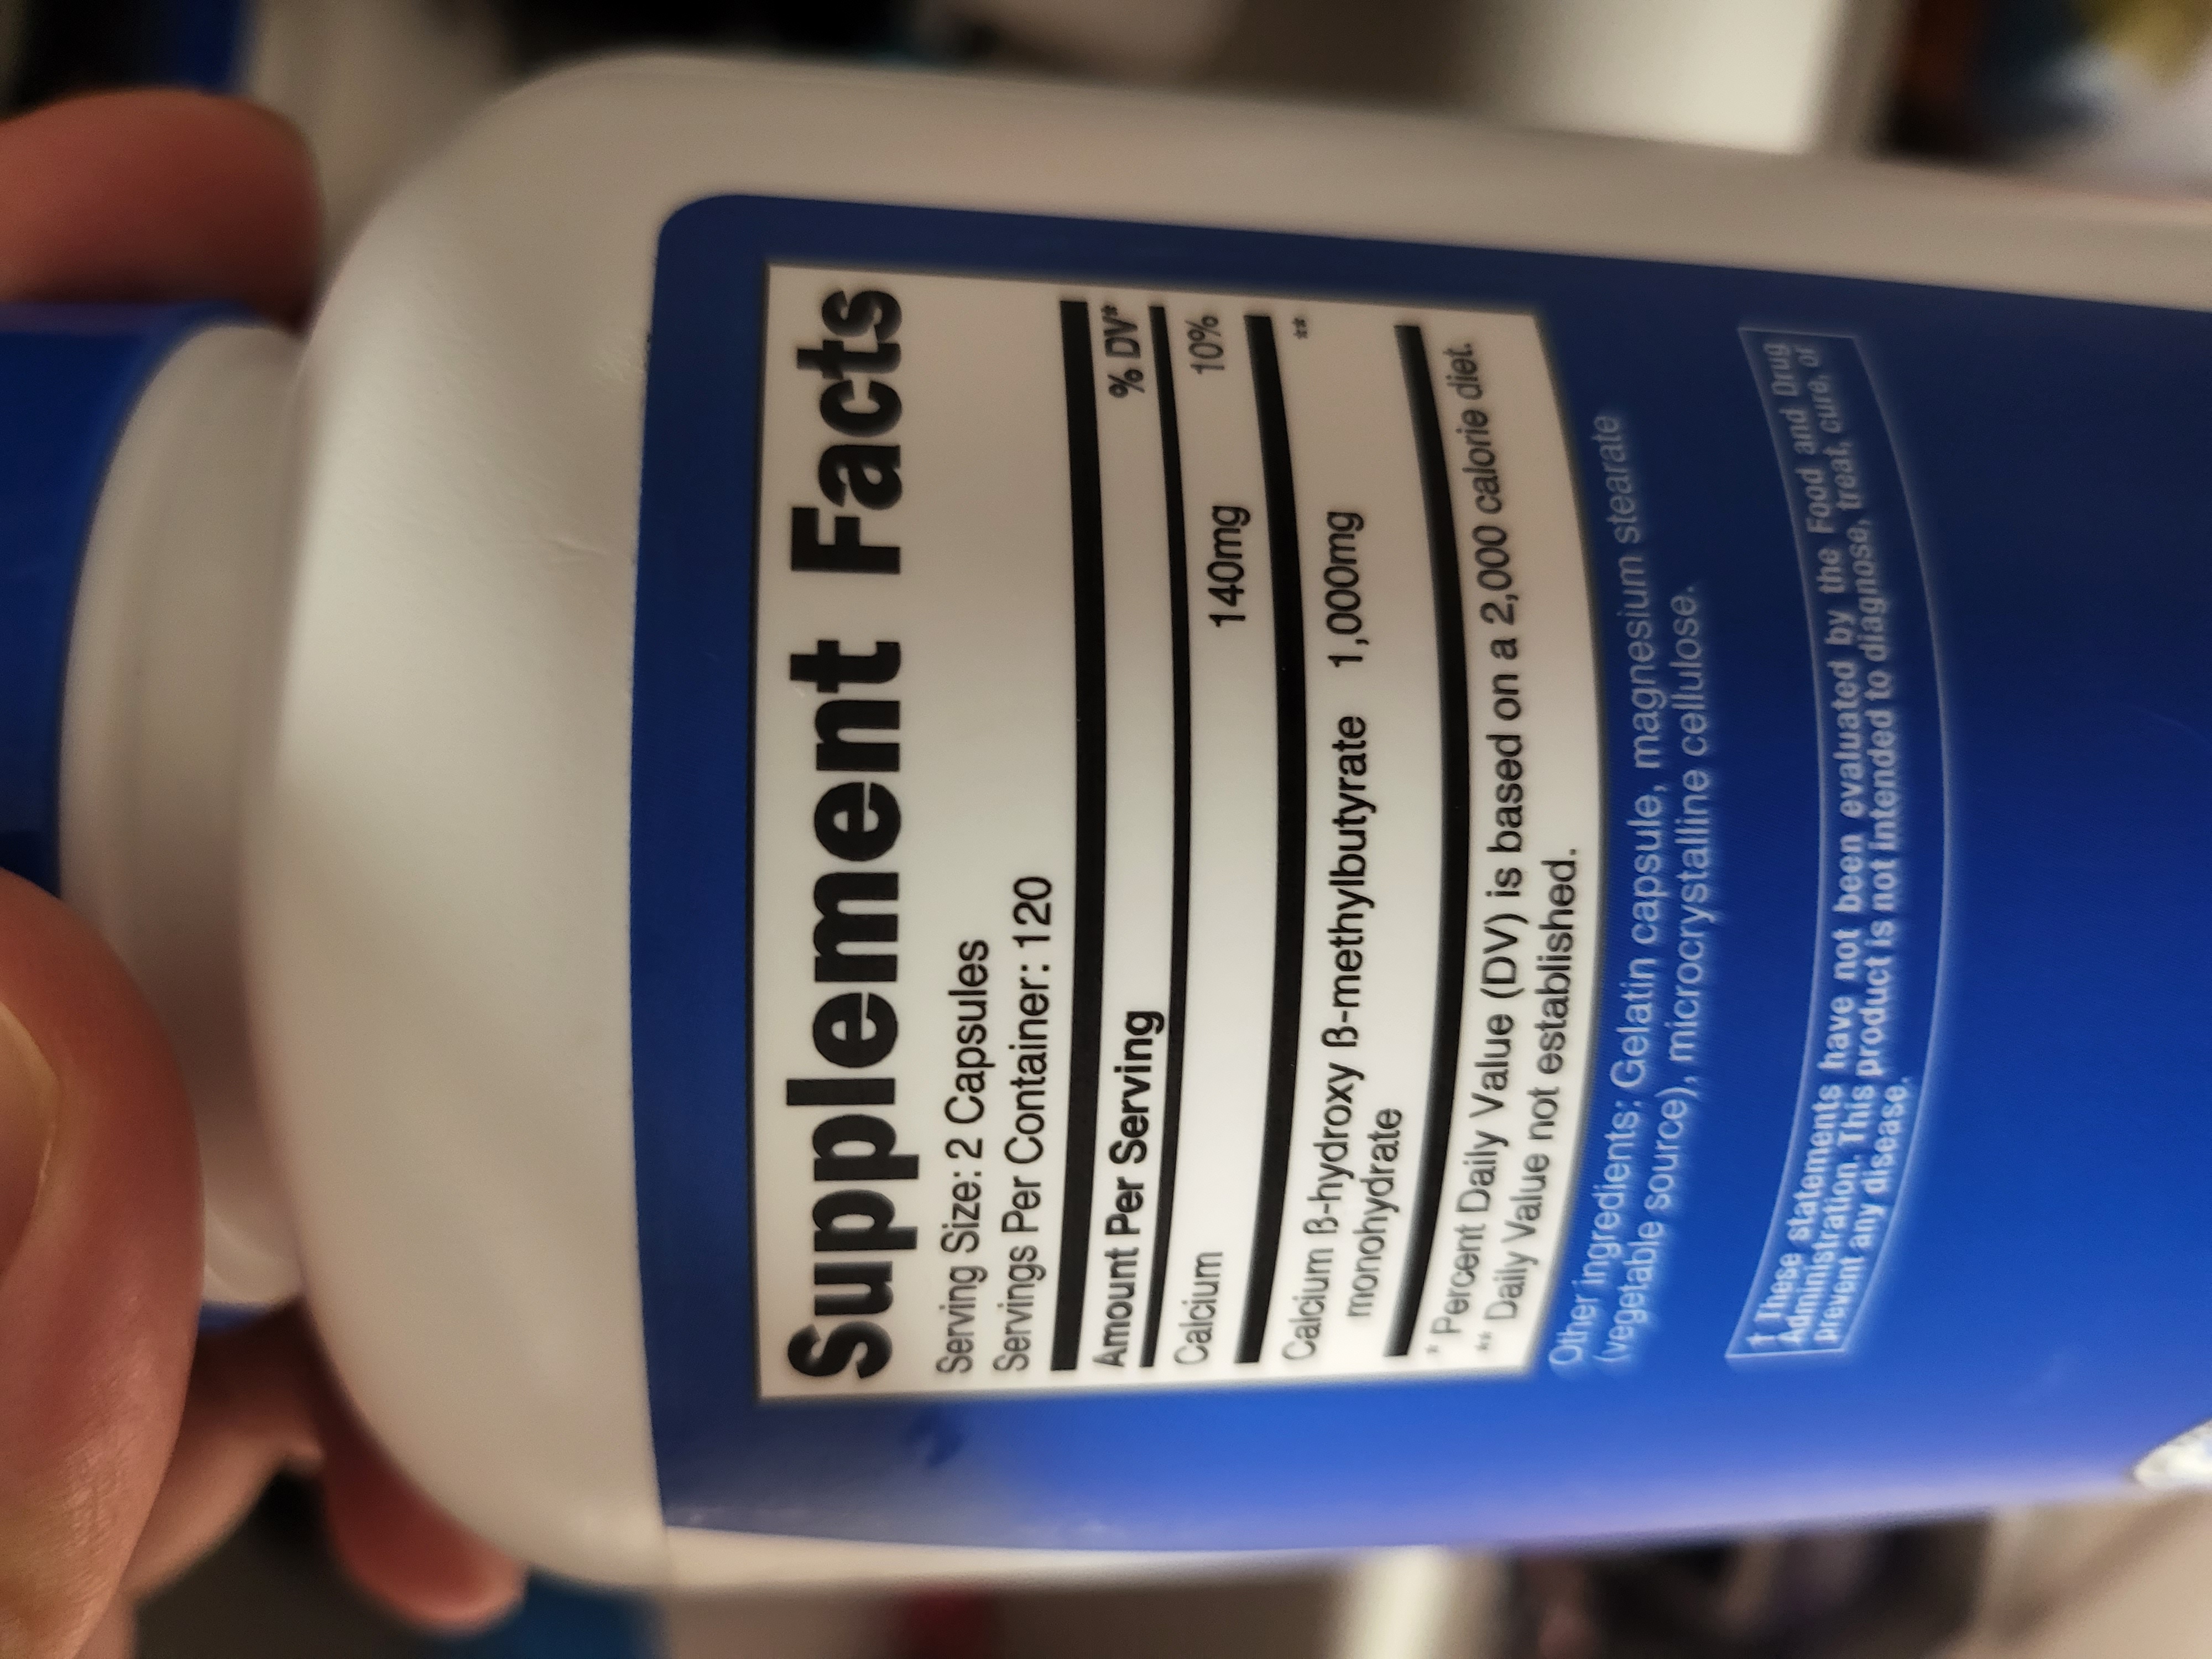 Supplement Facts
Serving Size: 2 Capsules
Servings Per Container: 120
Amount Per Serving % DV*
Calcium 140mg 10%
Calcium ß-hydroxy ß-methylbutyrate 1,000mg **
monohydrate
* Percent Daily Value (DV) is based on a 2,000 calorie diet.
** Daily Value not established.
Other ingredients: Gelatin capsule, magnesium stearate
(vegetable source), microcrystalline cellulose.
† These statements have not been evaluated by the Food and Drug
Administration. This product is not intended to diagnose, treat, cure, or
prevent any disease.